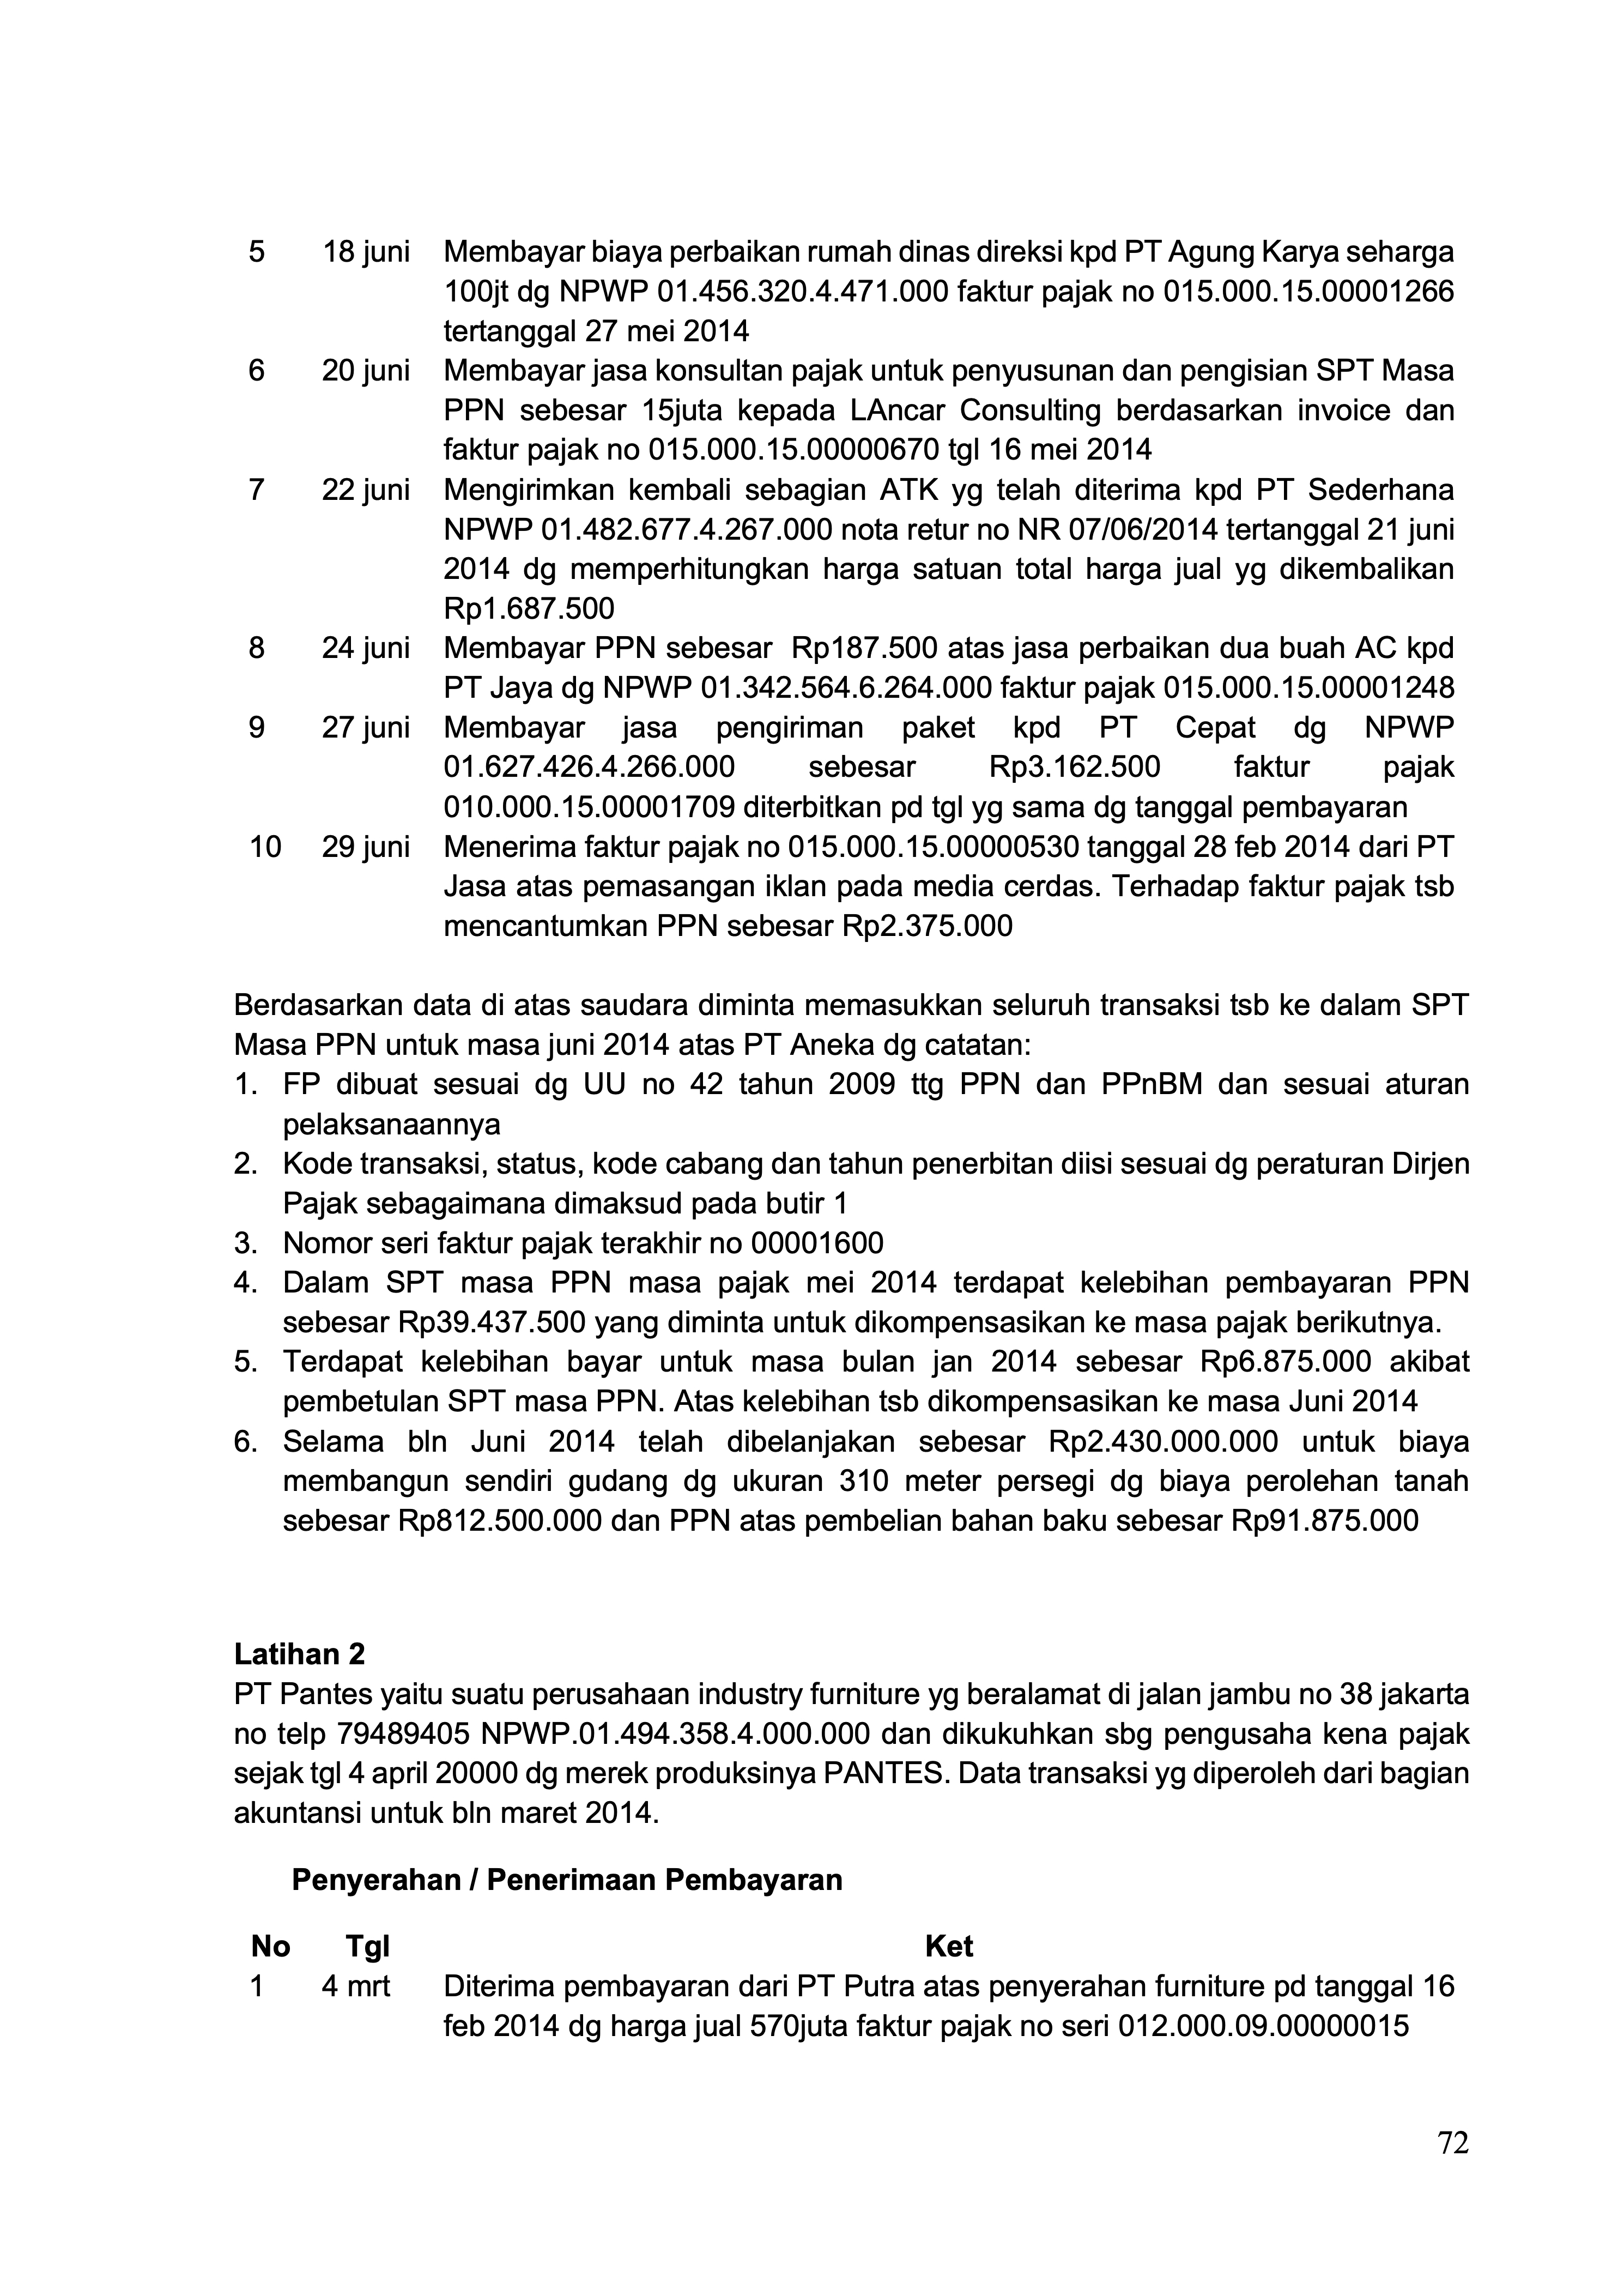 5 18 juni Membayar biaya perbaikan rumah dinas direksi kpd PT Agung Karya seharga
100jt dg NPWP 01.456.320.4.471.000 faktur pajak no 015.000.15.00001266
tertanggal 27 mei 2014
6 20 juni Membayar jasa konsultan pajak untuk penyusunan dan pengisian SPT Masa
PPN sebesar 15juta kepada LAncar Consulting berdasarkan invoice dan
faktur pajak no 015.000.15.00000670 tgl 16 mei 2014
7 22 juni Mengirimkan kembali sebagian ATK yg telah diterima kpd PT Sederhana
NPWP 01.482.677.4.267.000 nota retur no NR 07/06/2014 tertanggal 21 juni
2014 dg memperhitungkan harga satuan total harga jual yg dikembalikan
Rp1.687.500
8 24 juni Membayar PPN sebesar Rp187.500 atas jasa perbaikan dua buah AC kpd
PT Jaya dg NPWP 01.342.564.6.264.000 faktur pajak 015.000.15.00001248
9 27 juni Membayar jasa pengiriman paket kpd PT Cepat dg NPWP
01.627.426.4.266.000 sebesar Rp3.162.500 faktur pajak
010.000.15.00001709 diterbitkan pd tgl yg sama dg tanggal pembayaran
10 29 juni Menerima faktur pajak no 015.000.15.00000530 tanggal 28 feb 2014 dari PT
Jasa atas pemasangan iklan pada media cerdas. Terhadap faktur pajak tsb
mencantumkan PPN sebesar Rp2.375.000
Berdasarkan data di atas saudara diminta memasukkan seluruh transaksi tsb ke dalam SPT
Masa PPN untuk masa juni 2014 atas PT Aneka dg catatan:
1. FP dibuat sesuai dg UU no 42 tahun 2009 ttg PPN dan PPnBM dan sesuai aturan
pelaksanaannya
2. Kode transaksi, status, kode cabang dan tahun penerbitan diisi sesuai dg peraturan Dirjen
Pajak sebagaimana dimaksud pada butir 1
3. Nomor seri faktur pajak terakhir no 00001600
4. Dalam SPT masa PPN masa pajak mei 2014 terdapat kelebihan pembayaran PPN
sebesar Rp39.437.500 yang diminta untuk dikompensasikan ke masa pajak berikutnya.
5. Terdapat kelebihan bayar untuk masa bulan jan 2014 sebesar Rp6.875.000 akibat
pembetulan SPT masa PPN. Atas kelebihan tsb dikompensasikan ke masa Juni 2014
6. Selama bln Juni 2014 telah dibelanjakan sebesar Rp2.430.000.000 untuk biaya
membangun sendiri gudang dg ukuran 310 meter persegi dg biaya perolehan tanah
sebesar Rp812.500.000 dan PPN atas pembelian bahan baku sebesar Rp91.875.000
Latihan 2
PT Pantes yaitu suatu perusahaan industry furniture yg beralamat di jalan jambu no 38 jakarta
no telp 79489405 NPWP.01.494.358.4.000.000 dan dikukuhkan sbg pengusaha kena pajak
sejak tgl 4 april 20000 dg merek produksinya PANTES. Data transaksi yg diperoleh dari bagian
akuntansi untuk bln maret 2014.
Penyerahan / Penerimaan Pembayaran
No Tgl Ket
1 4 mrt Diterima pembayaran dari PT Putra atas penyerahan furniture pd tanggal 16
feb 2014 dg harga jual 570juta faktur pajak no seri 012.000.09.00000015
72